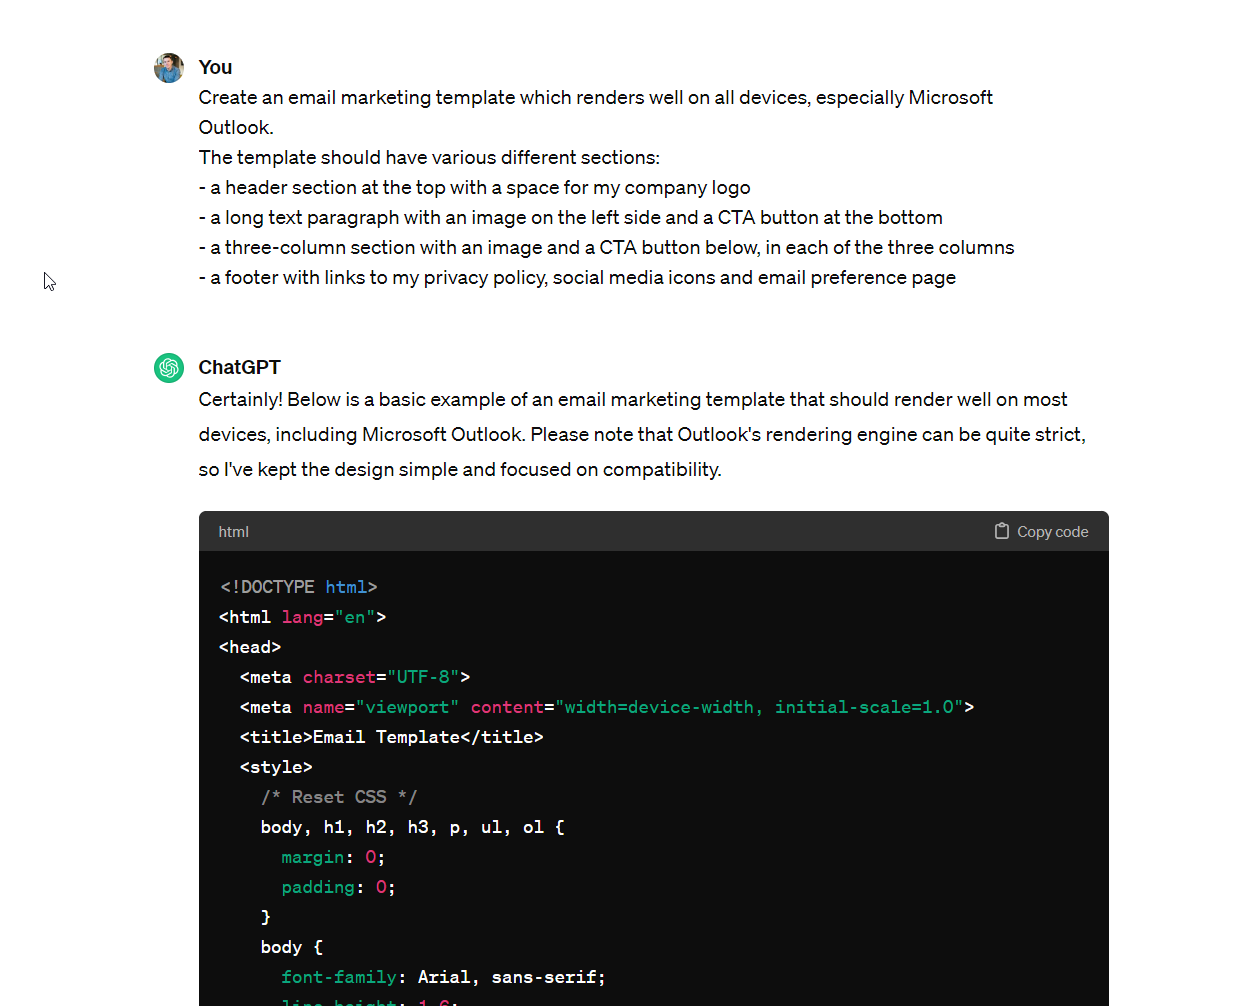 You
Create an email marketing template which renders well on all devices, especially Microsoft
Outlook.
The template should have various different sections:
- a header section at the top with a space for my company logo
- a long text paragraph with an image on the left side and a CTA button at the bottom
- a three-column section with an image and a CTA button below, in each of the three columns
- a footer with links to my privacy policy, social media icons and email preference page
ChatGPT
Certainly! Below is a basic example of an email marketing template that should render well on most
devices, including Microsoft Outlook. Please note that Outlook's rendering engine can be quite strict,
so I've kept the design simple and focused on compatibility.
html Copy code
<!DOCTYPE html>
<html lang="en">
<head>
  <meta charset="UTF-8">
  <meta name="viewport" content="width=device-width, initial-scale=1.0">
  <title>Email Template</title>
  <style>
    /* Reset CSS */
    body, h1, h2, h3, p, ul, ol {
      margin: 0;
      padding: 0;
    }
    body {
      font-family: Arial, sans-serif;
      line-height: 1.6;